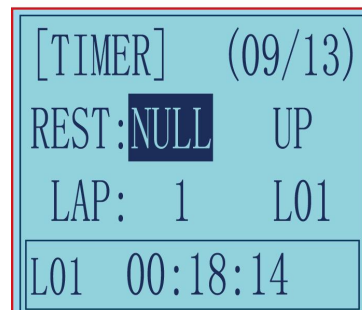 [TIMER] (09/13)
REST:NULL UP
LAP: 1 L01
L01 00:18:14